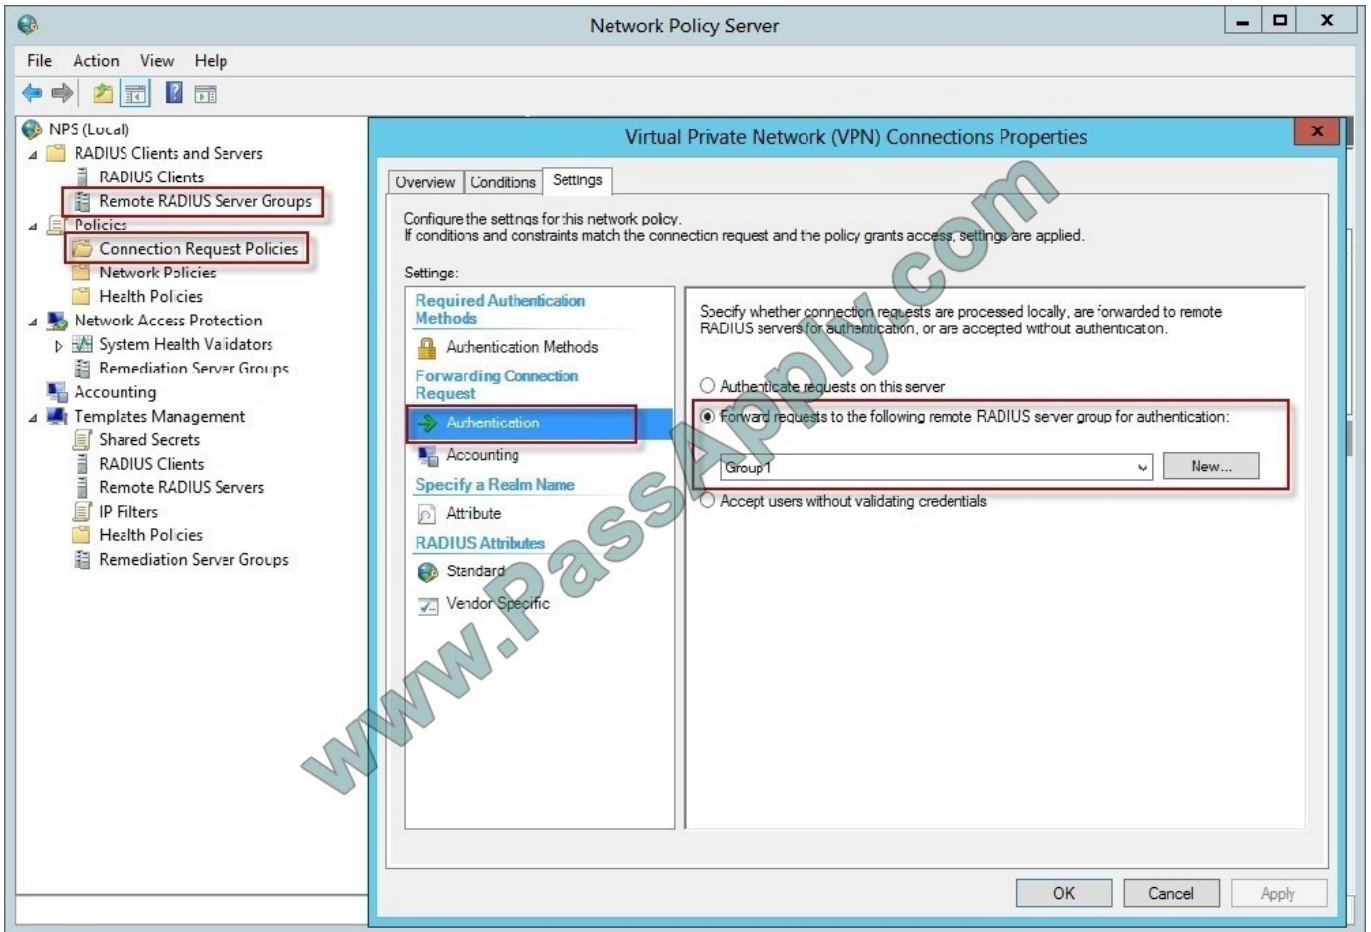 Network Policy Server
File Action View Help
NPS (Local)
RADIUS Clients and Servers
RADIUS Clients
Remote RADIUS Server Groups
Policies
Connection Request Policies
Network Policies
Health Policies
Network Access Protection
System Health Validators
Remediation Server Groups
Accounting
Templates Management
Shared Secrets
RADIUS Clients
Remote RADIUS Servers
IP Filters
Health Policies
Remediation Server Groups
Virtual Private Network (VPN) Connections Properties
Overview Conditions Settings
Configure the settings for this network policy.
If conditions and constraints match the connection request and the policy grants access, settings are applied.
Settings:
Required Authentication
Methods
Authentication Methods
Forwarding Connection
Request
Authentication
Accounting
Specify a Realm Name
Attribute
RADIUS Attributes
Standard
Vendor Specific
Specify whether connection requests are processed locally, are forwarded to remote
RADIUS servers for authentication, or are accepted without authentication.
Authenticate requests on this server
Forward requests to the following remote RADIUS server group for authentication:
Group1
New...
Accept users without validating credentials
OK Cancel Apply
www.PassApply.com